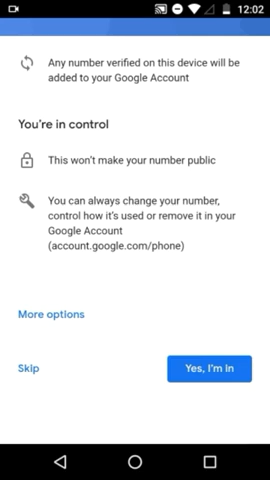 12:02
Any number verified on this device will be
added to your Google Account
You're in control
This won't make your number public
You can always change your number,
control how it's used or remove it in your
Google Account
(account.google.com/phone)
More options
Skip
Yes, I'm in